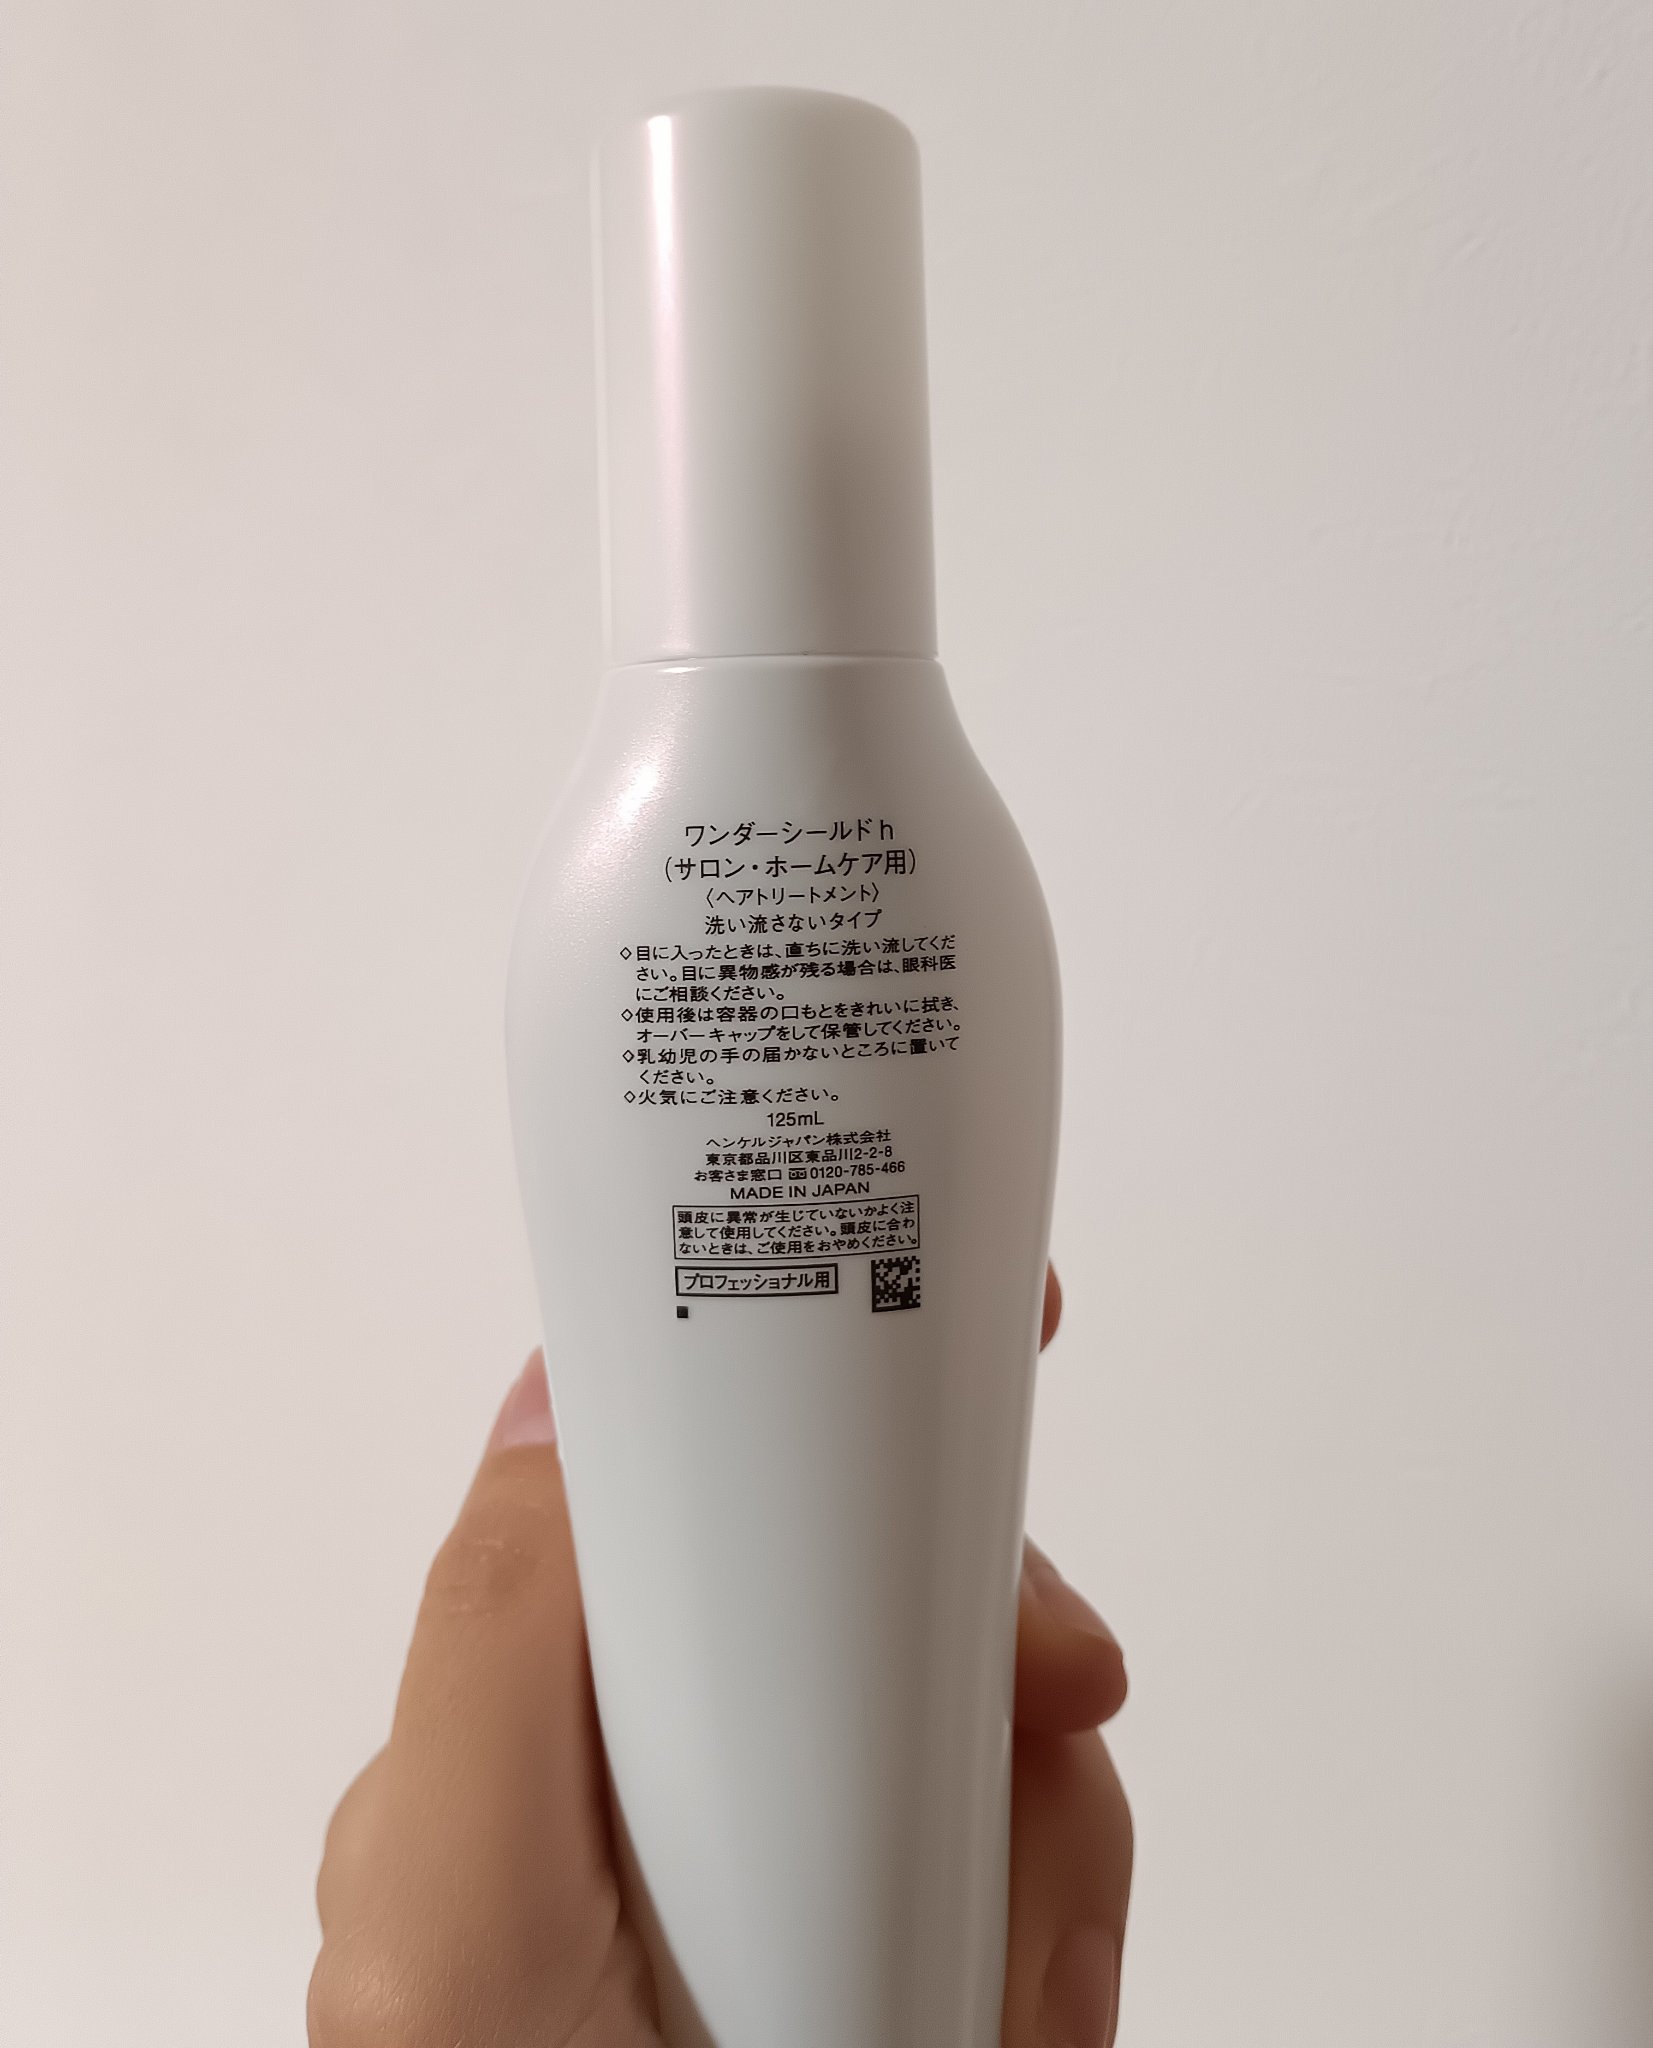 ワンダーシールドh
(サロン・ホームケア用)
〈ヘアトリートメント〉
洗い流さないタイプ
◇目に入ったときは、直ちに洗い流してくだ
さい。目に異物感が残る場合は、眼科医
にご相談ください。
◇使用後は容器の口もとをきれいに拭き、
オーバーキャップをして保管してください。
◇乳幼児の手の届かないところに置いて
ください。
◇火気にご注意ください。
125mL
ヘンケルジャパン株式会社
東京都品川区東品川2-2-8
お客さま窓口 0120-785-466
MADE IN JAPAN
頭皮に異常が生じていないかよく注
意して使用してください。頭皮に合わ
ないときは、ご使用をおやめください。
プロフェッショナル用